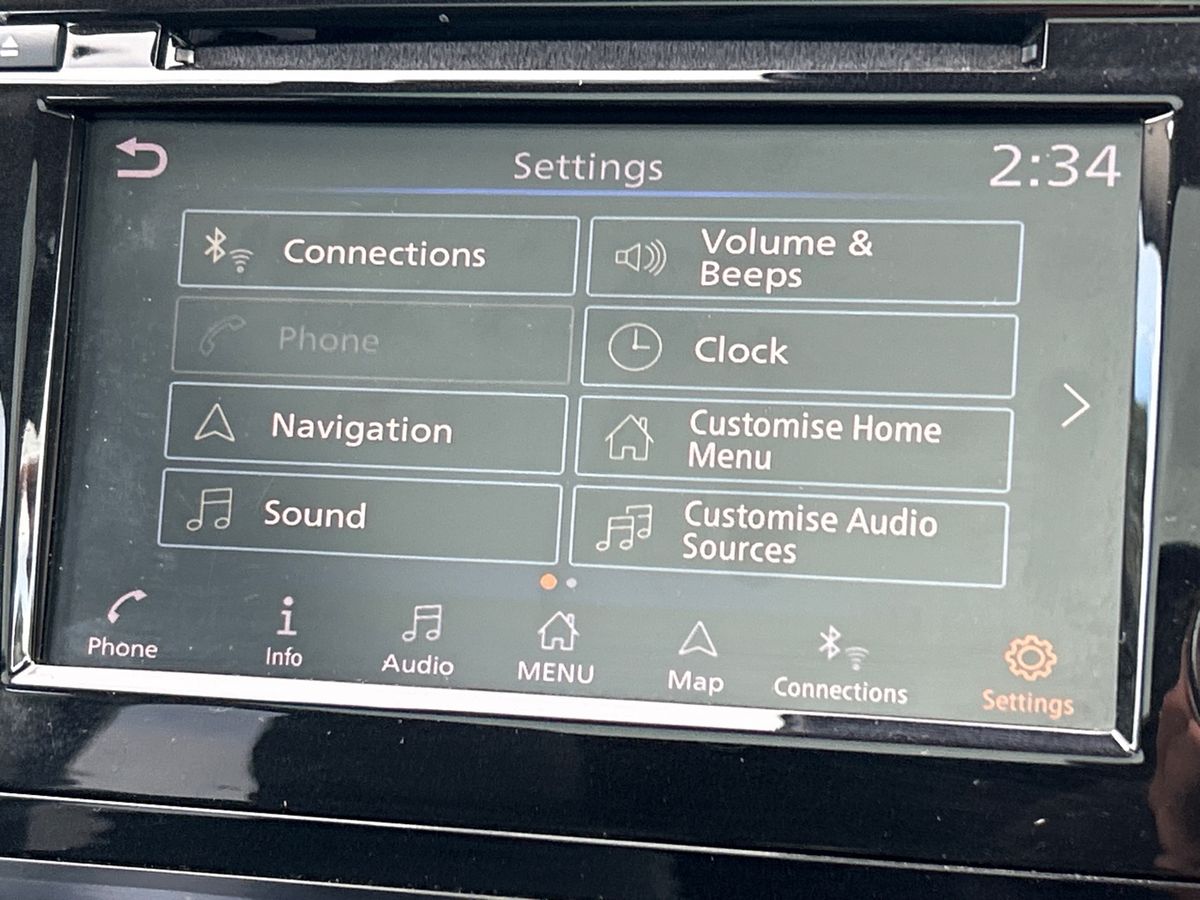 Settings
2:34
Connections
Volume &
Beeps
Phone
Clock
Navigation
Customise Home
Menu
Sound
Customise Audio
Sources
Phone
Info
Audio
MENU
Map
Connections
Settings